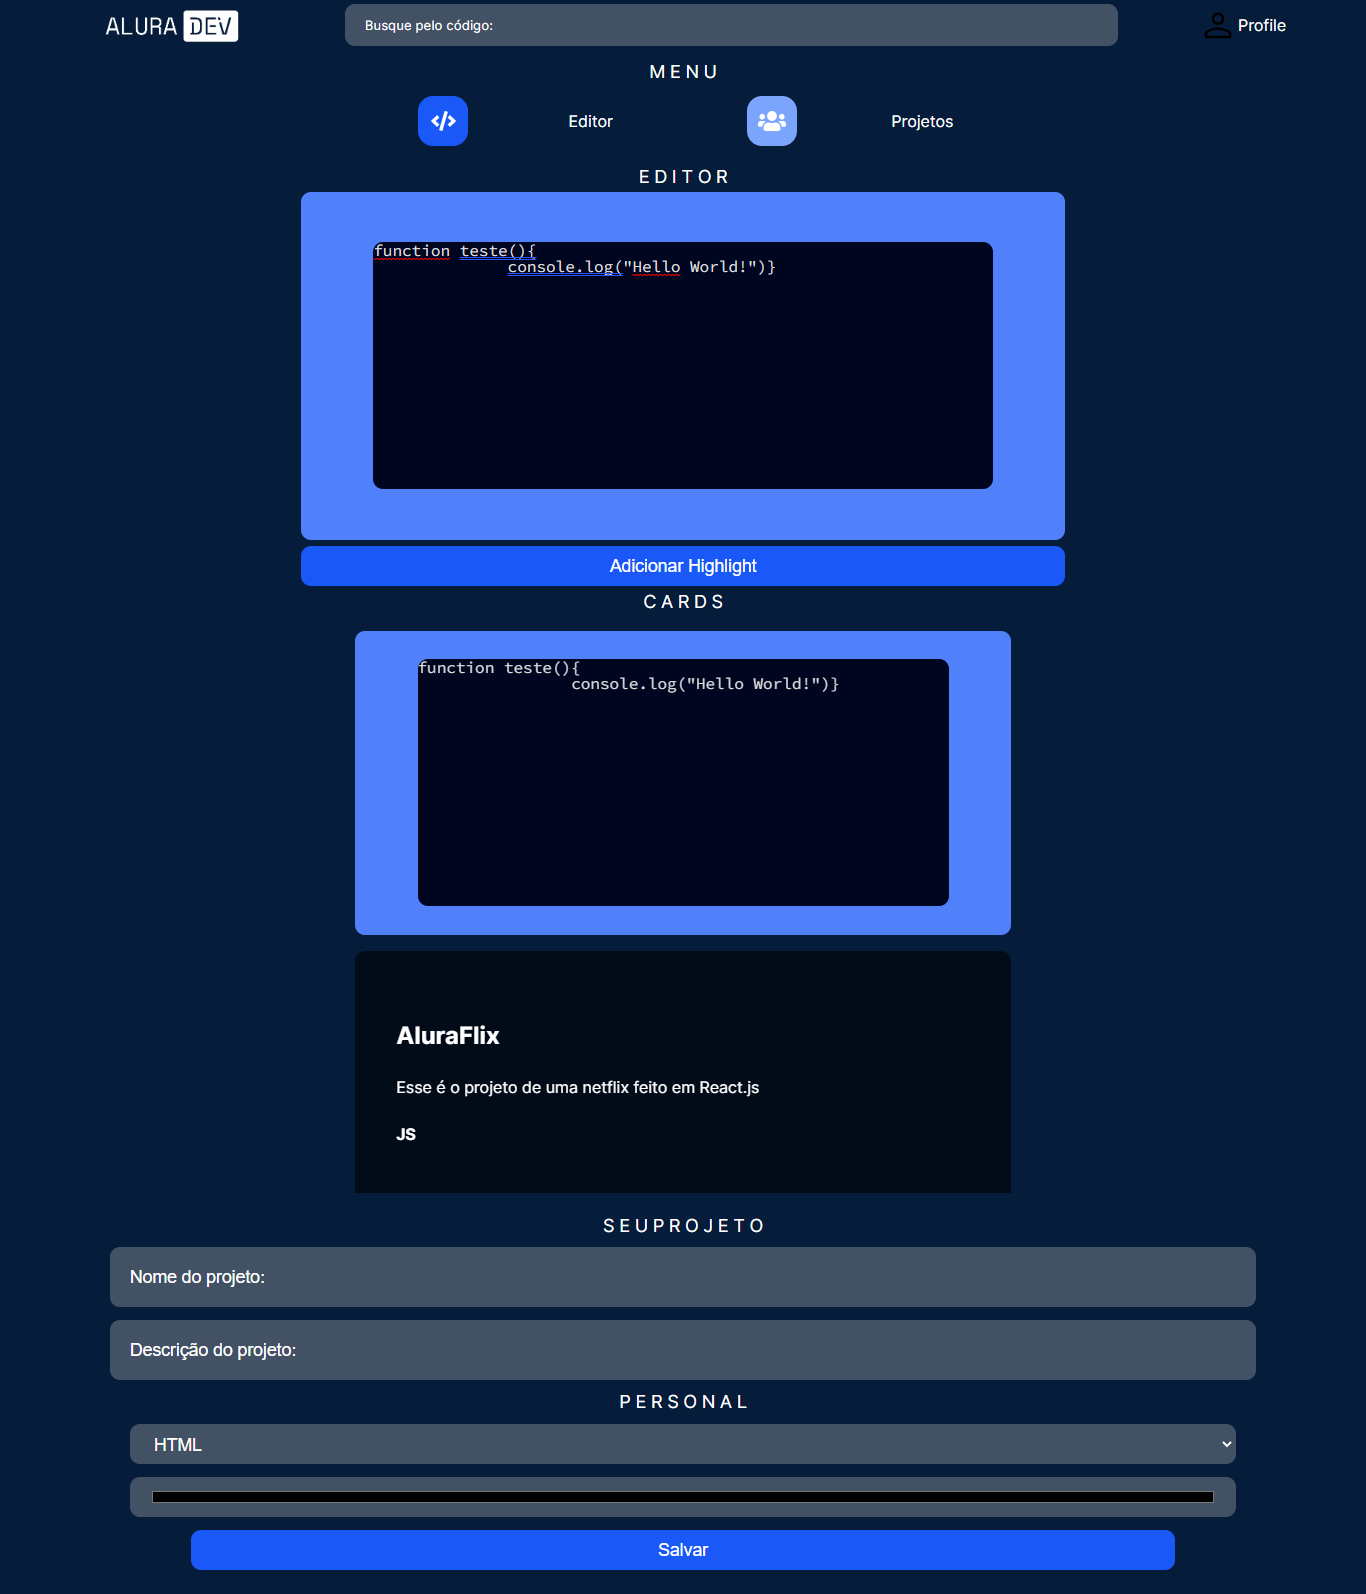 ALURA DEV
Busque pelo código:
Profile
MENU
Editor
Projetos
EDITOR
function teste(){
console.log("Hello World!")}
Adicionar Highlight
CARDS
function teste(){
console.log("Hello World!")}
AluraFlix
Esse é o projeto de uma netflix feito em React.js
JS
SEUPROJETO
Nome do projeto:
Descrição do projeto:
PERSONAL
HTML
Salvar